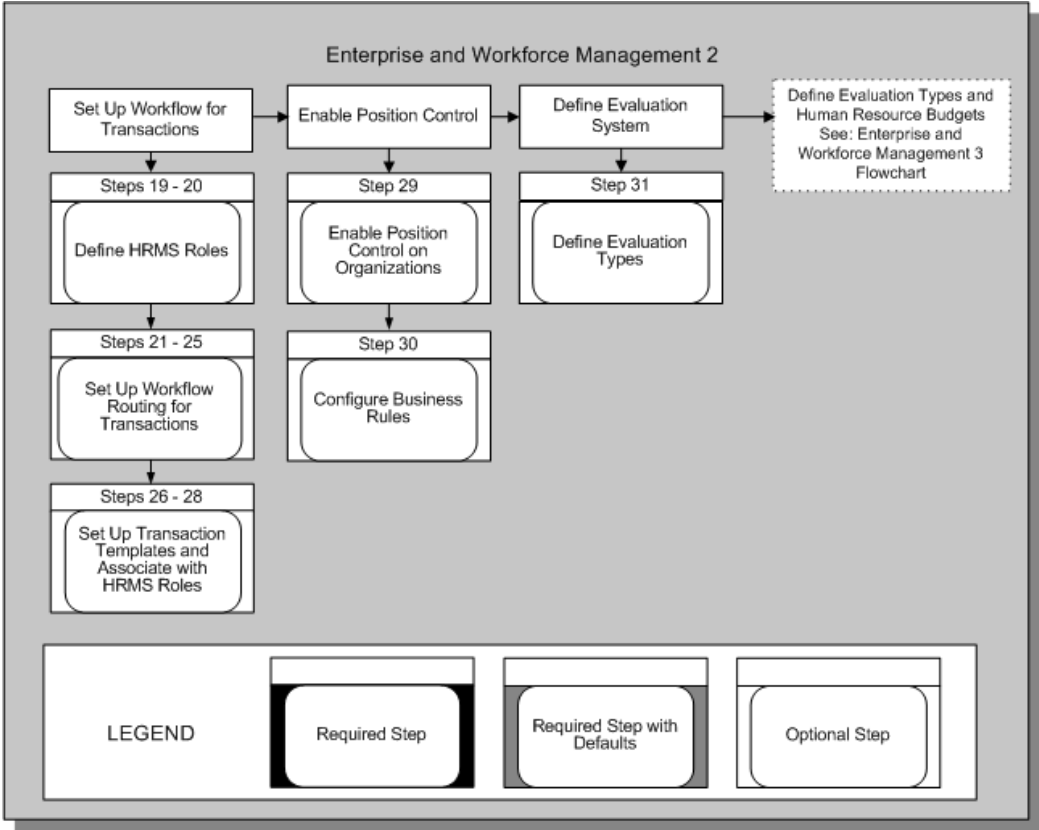 Enterprise and Workforce Management 2
Set Up Workflow for
Transactions
Enable Position Control
Define Evaluation
System
Define Evaluation Types and
Human Resource Budgets
See: Enterprise and
Workforce Management 3
Flowchart
Steps 19 - 20
Define HRMS Roles
Step 29
Enable Position
Control on
Organizations
Step 31
Define Evaluation
Types
Steps 21 - 25
Set Up Workflow
Routing for
Transactions
Step 30
Configure Business
Rules
Steps 26 - 28
Set Up Transaction
Templates and
Associate with
HRMS Roles
LEGEND
Required Step
Required Step with
Defaults
Optional Step